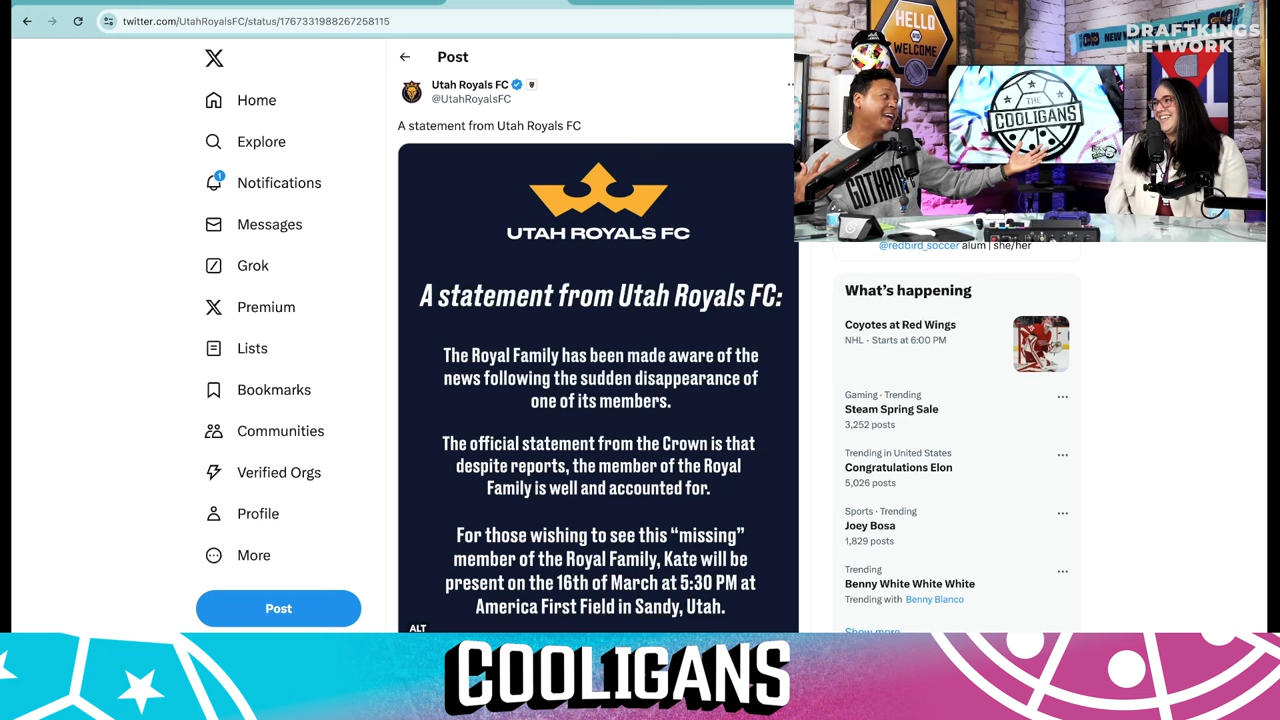 twitter.com/UtahRoyalsFC/status/1767331988267258115
Home
Explore
1
Notifications
Messages
Grok
Premium
Lists
Bookmarks
Communities
Verified Orgs
Profile
More
Post
Post
Utah Royals FC
@UtahRoyalsFC
A statement from Utah Royals FC
UTAH ROYALS FC
A statement from Utah Royals FC:
The Royal Family has been made aware of the
news following the sudden disappearance of
one of its members.
The official statement from the Crown is that
despite reports, the member of the Royal
Family is well and accounted for.
For those wishing to see this “missing”
member of the Royal Family, Kate will be
present on the 16th of March at 5:30 PM at
America First Field in Sandy, Utah.
ALT
DRAFTKINGS
NETWORK
HELLO
WELCOME
THE
COOLIGANS
GOTHAM
@redbird_soccer alum | she/her
What’s happening
Coyotes at Red Wings
NHL · Starts at 6:00 PM
Gaming · Trending
Steam Spring Sale
3,252 posts
Trending in United States
Congratulations Elon
5,026 posts
Sports · Trending
Joey Bosa
1,829 posts
Trending
Benny White White White
Trending with Benny Blanco
Show more
COOLIGANS